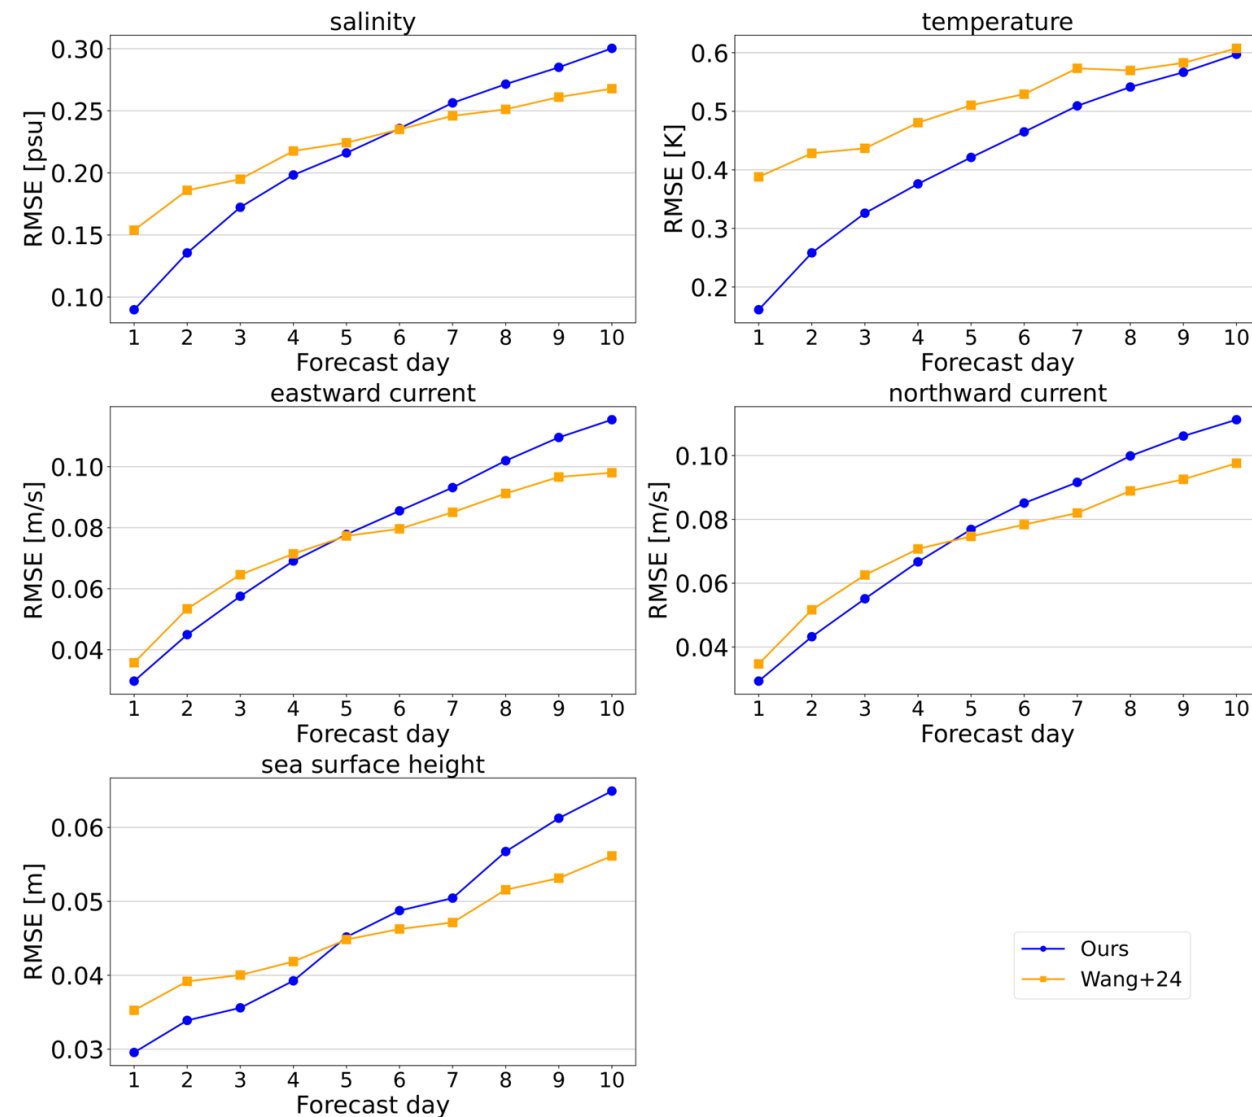 salinity
RMSE [psu]
0.30
0.25
0.20
0.15
0.10
1 2 3 4 5 6 7 8 9 10
Forecast day
temperature
RMSE [K]
0.6
0.5
0.4
0.3
0.2
1 2 3 4 5 6 7 8 9 10
Forecast day
eastward current
RMSE [m/s]
0.10
0.08
0.06
0.04
1 2 3 4 5 6 7 8 9 10
Forecast day
northward current
RMSE [m/s]
0.10
0.08
0.06
0.04
1 2 3 4 5 6 7 8 9 10
Forecast day
sea surface height
RMSE [m]
0.06
0.05
0.04
0.03
1 2 3 4 5 6 7 8 9 10
Forecast day
Ours
Wang+24